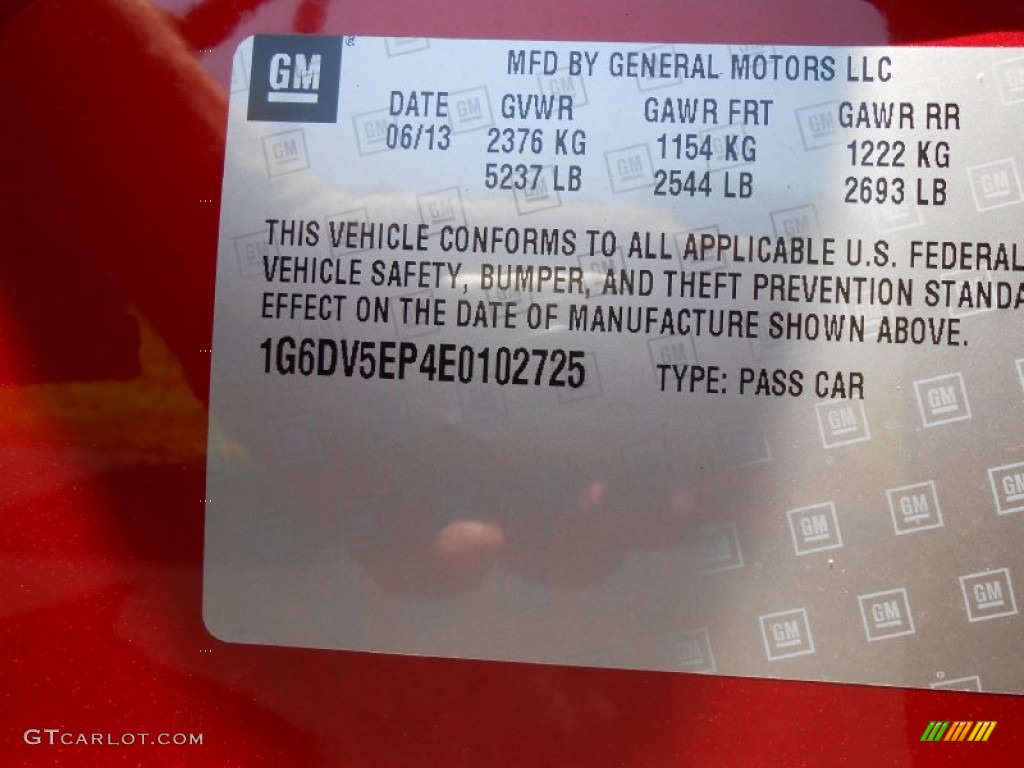 GM ®
MFD BY GENERAL MOTORS LLC
DATE GVWR GAWR FRT GAWR RR
06/13 2376 KG 1154 KG 1222 KG
5237 LB 2544 LB 2693 LB
THIS VEHICLE CONFORMS TO ALL APPLICABLE U.S. FEDERAL
VEHICLE SAFETY, BUMPER, AND THEFT PREVENTION STANDA
EFFECT ON THE DATE OF MANUFACTURE SHOWN ABOVE.
1G6DV5EP4E0102725 TYPE: PASS CAR
GTCARLOT.COM